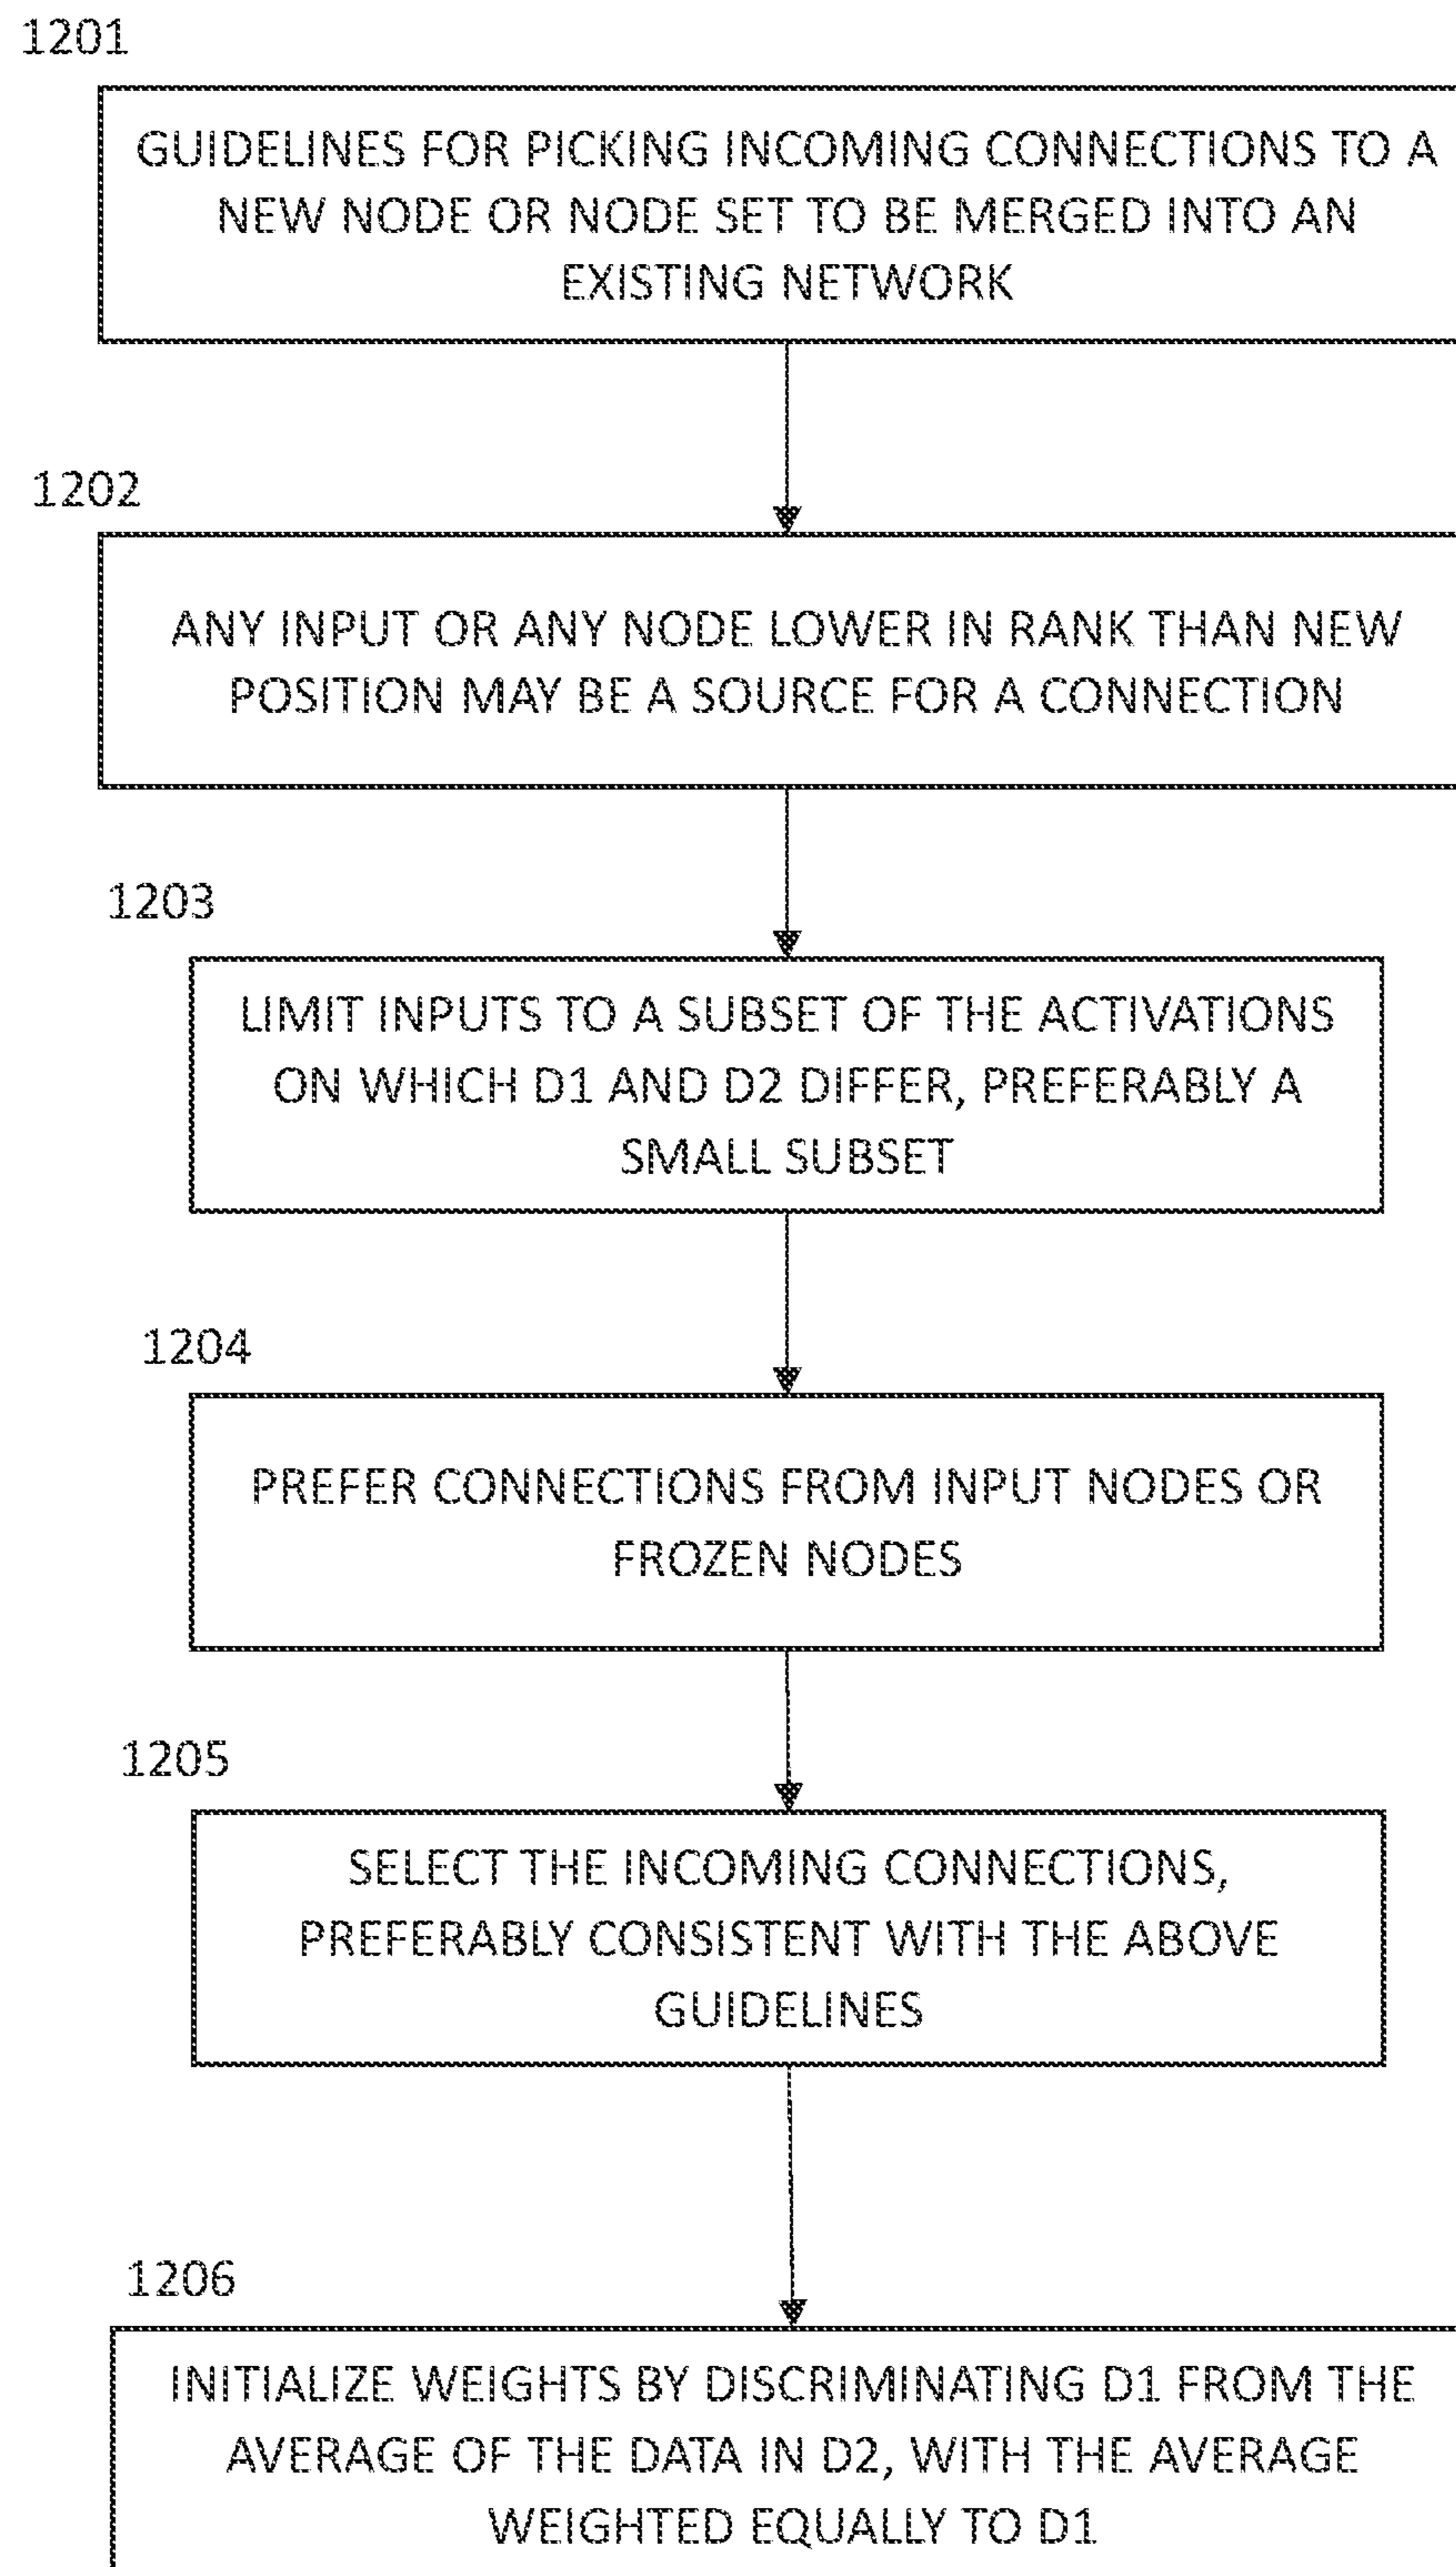 1201
GUIDELINES FOR PICKING INCOMING CONNECTIONS TO A
NEW NODE OR NODE SET TO BE MERGED INTO AN
EXISTING NETWORK
1202
ANY INPUT OR ANY NODE LOWER IN RANK THAN NEW
POSITION MAY BE A SOURCE FOR A CONNECTION
1203
LIMIT INPUTS TO A SUBSET OF THE ACTIVATIONS
ON WHICH D1 AND D2 DIFFER, PREFERABLY A
SMALL SUBSET
1204
PREFER CONNECTIONS FROM INPUT NODES OR
FROZEN NODES
1205
SELECT THE INCOMING CONNECTIONS,
PREFERABLY CONSISTENT WITH THE ABOVE
GUIDELINES
1206
INITIALIZE WEIGHTS BY DISCRIMINATING D1 FROM THE
AVERAGE OF THE DATA IN D2, WITH THE AVERAGE
WEIGHTED EQUALLY TO D1